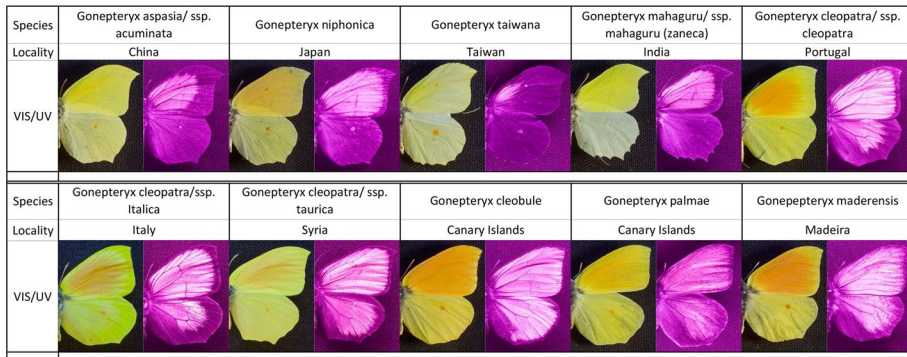 Species
Gonepteryx aspasia/ ssp.
acuminata
Gonepteryx niphonica
Gonepteryx taiwana
Gonepteryx mahaguru/ ssp.
mahaguru (zaneca)
Gonepteryx cleopatra/ ssp.
cleopatra
Locality
China
Japan
Taiwan
India
Portugal
VIS/UV
Species
Gonepteryx cleopatra/ssp.
Italica
Gonepteryx cleopatra/ ssp.
taurica
Gonepteryx cleobule
Gonepteryx palmae
Gonepepteryx maderensis
Locality
Italy
Syria
Canary Islands
Canary Islands
Madeira
VIS/UV